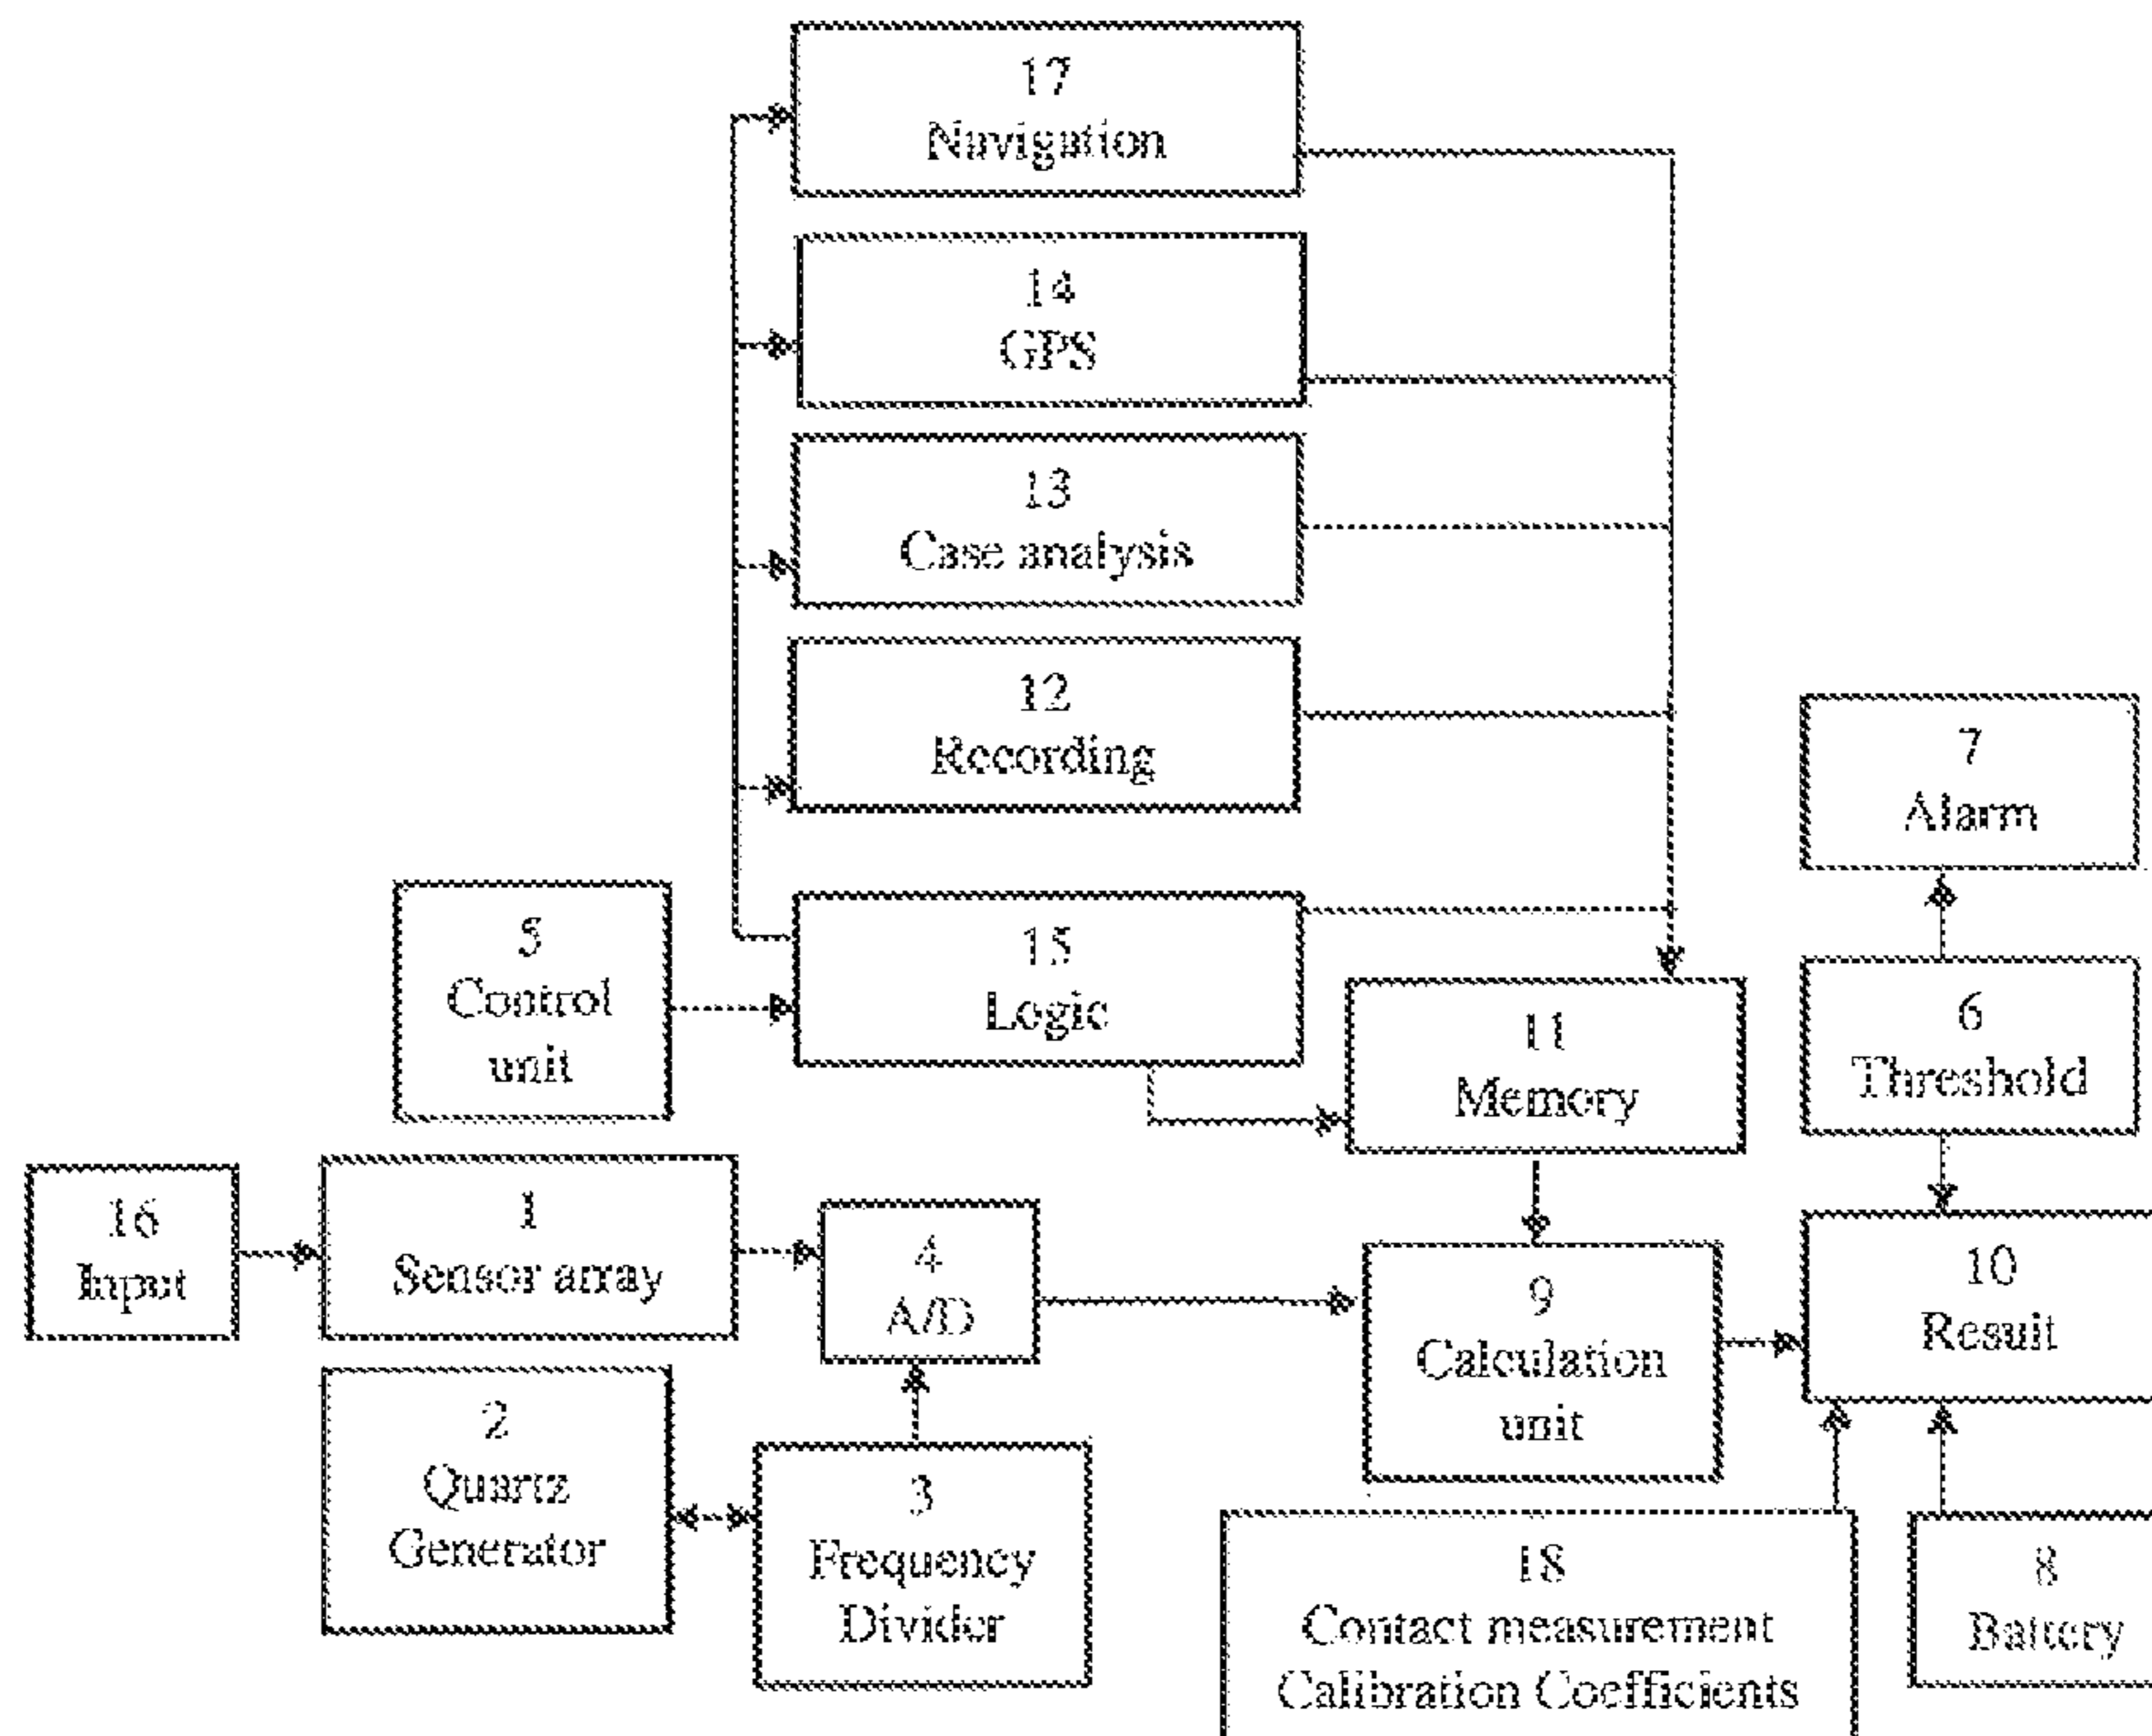 17
Navigation
14
GPS
13
Case analysis
12
Recording
7
Alarm
5
Control
unit
15
Logic
11
Memory
6
Threshold
16
Input
1
Sensor array
4
A/D
9
Calculation
unit
10
Result
2
Quartz
Generator
3
Frequency
Divider
18
Contact measurement
Calibration Coefficients
8
Battery